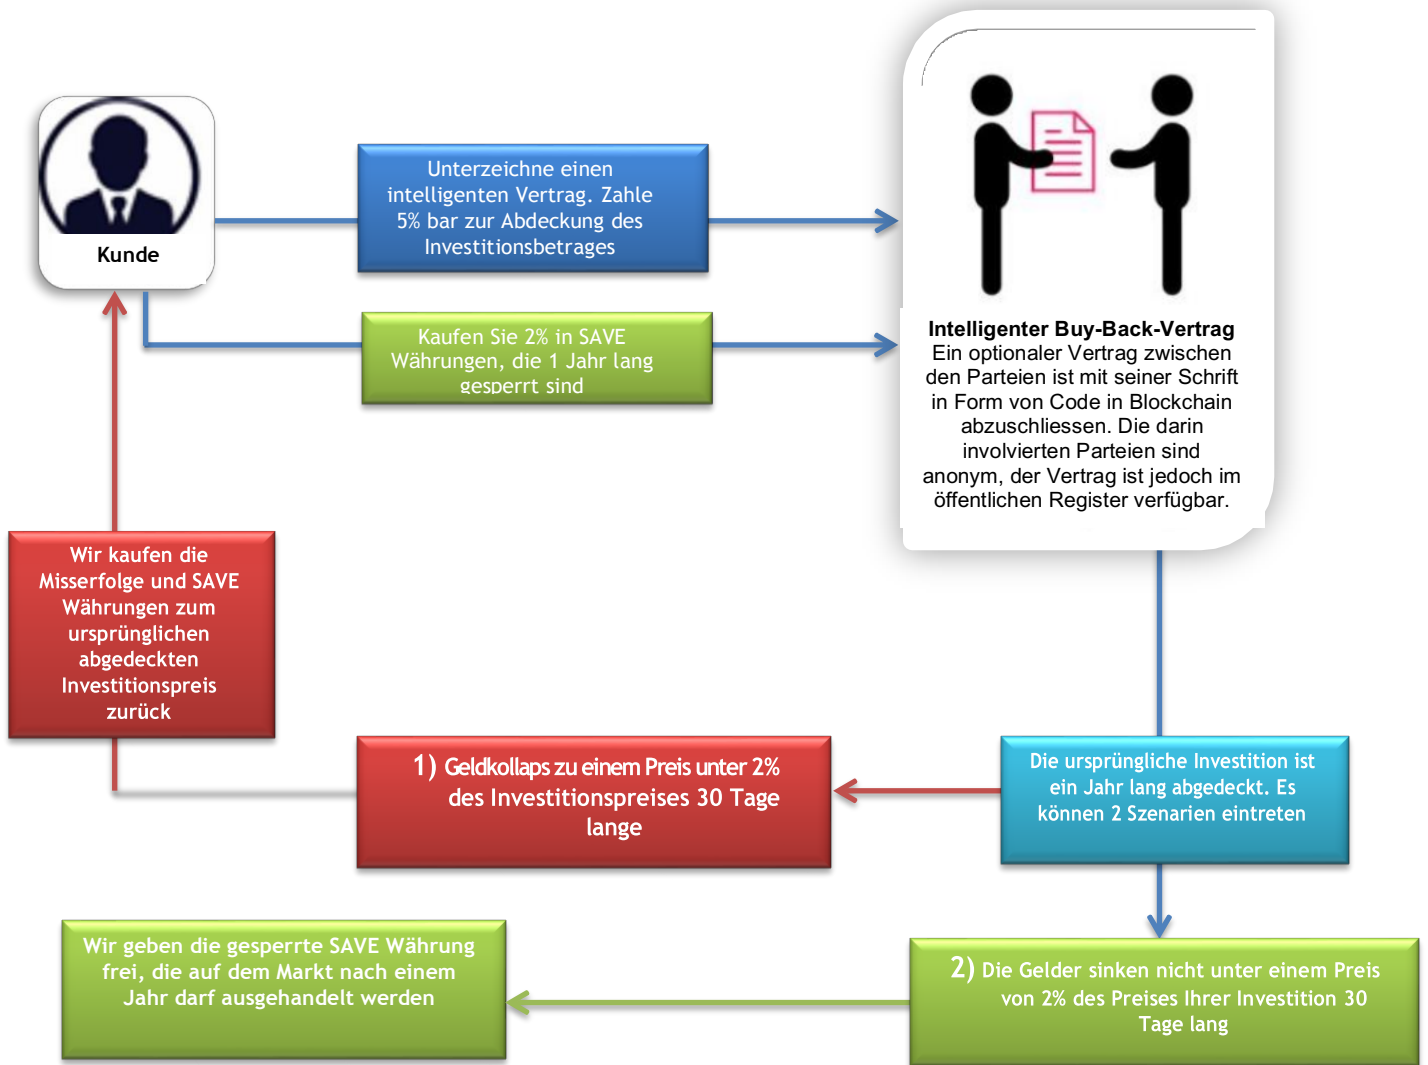 Kunde
Unterzeichne einen
intelligenten Vertrag. Zahle
5% bar zur Abdeckung des
Investitionsbetrages
Kaufen Sie 2% in SAVE
Währungen, die 1 Jahr lang
gesperrt sind
Intelligenter Buy-Back-Vertrag
Ein optionaler Vertrag zwischen
den Parteien ist mit seiner Schrift
in Form von Code in Blockchain
abzuschliessen. Die darin
involvierten Parteien sind
anonym, der Vertrag ist jedoch im
öffentlichen Register verfügbar.
Wir kaufen die
Misserfolge und SAVE
Währungen zum
ursprünglichen
abgedeckten
Investitionspreis
zurück
1) Geldkollaps zu einem Preis unter 2%
des Investitionspreises 30 Tage
lange
Die ursprüngliche Investition ist
ein Jahr lang abgedeckt. Es
können 2 Szenarien eintreten
Wir geben die gesperrte SAVE Währung
frei, die auf dem Markt nach einem
Jahr darf ausgehandelt werden
2) Die Gelder sinken nicht unter einem Preis
von 2% des Preises Ihrer Investition 30
Tage lang